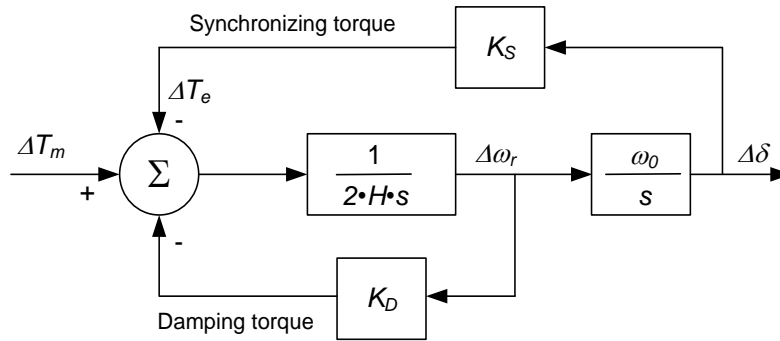 Synchronizing torque
K_S
ΔT_e
-
ΔT_m
+
Σ
1
2•H•s
Δω_r
ω_0
s
Δδ
-
K_D
Damping torque